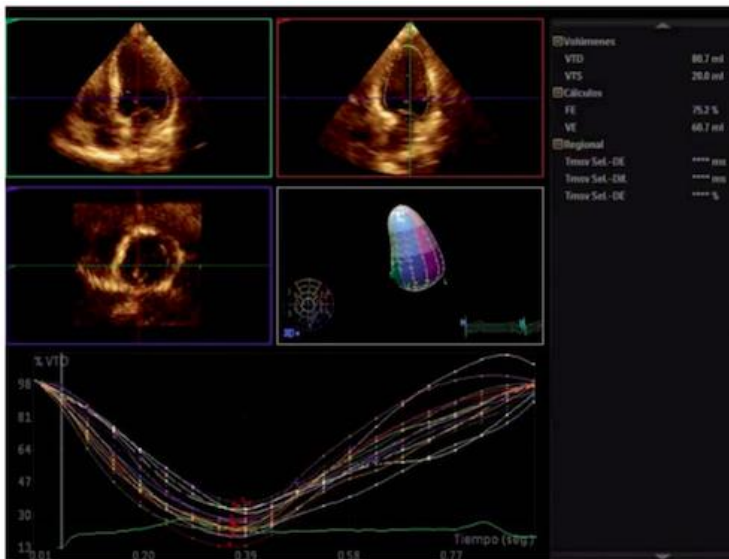 Volúmenes
VTD 80.7 ml
VTS 20.0 ml
Cálculos
FE 75.2 %
VE 60.7 ml
Regional
Tmsv Sel.-DE **** ms
Tmsv Sel.-Dif. **** ms
Tmsv Sel.-DE **** %
3D
% VTD
98
81
64
47
30
13
Tiempo (seg.)
0.01 0.20 0.39 0.58 0.77